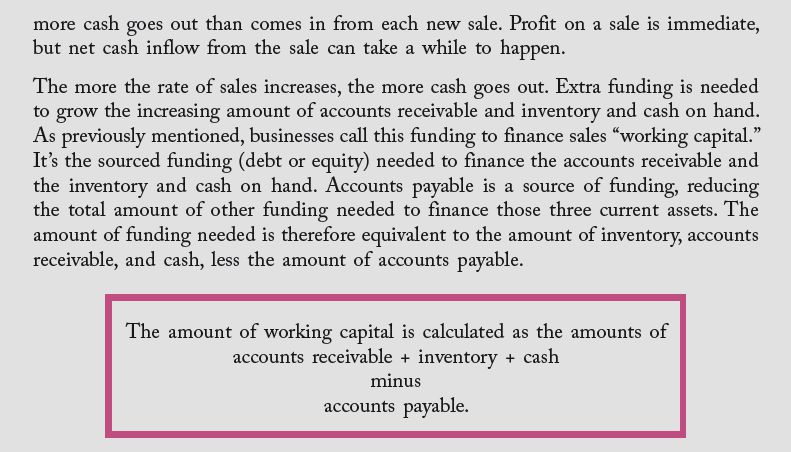 more cash goes out than comes in from each new sale. Profit on a sale is immediate,
but net cash inflow from the sale can take a while to happen.
The more the rate of sales increases, the more cash goes out. Extra funding is needed
to grow the increasing amount of accounts receivable and inventory and cash on hand.
As previously mentioned, businesses call this funding to finance sales “working capital.”
It’s the sourced funding (debt or equity) needed to finance the accounts receivable and
the inventory and cash on hand. Accounts payable is a source of funding, reducing
the total amount of other funding needed to finance those three current assets. The
amount of funding needed is therefore equivalent to the amount of inventory, accounts
receivable, and cash, less the amount of accounts payable.
The amount of working capital is calculated as the amounts of
accounts receivable + inventory + cash
minus
accounts payable.